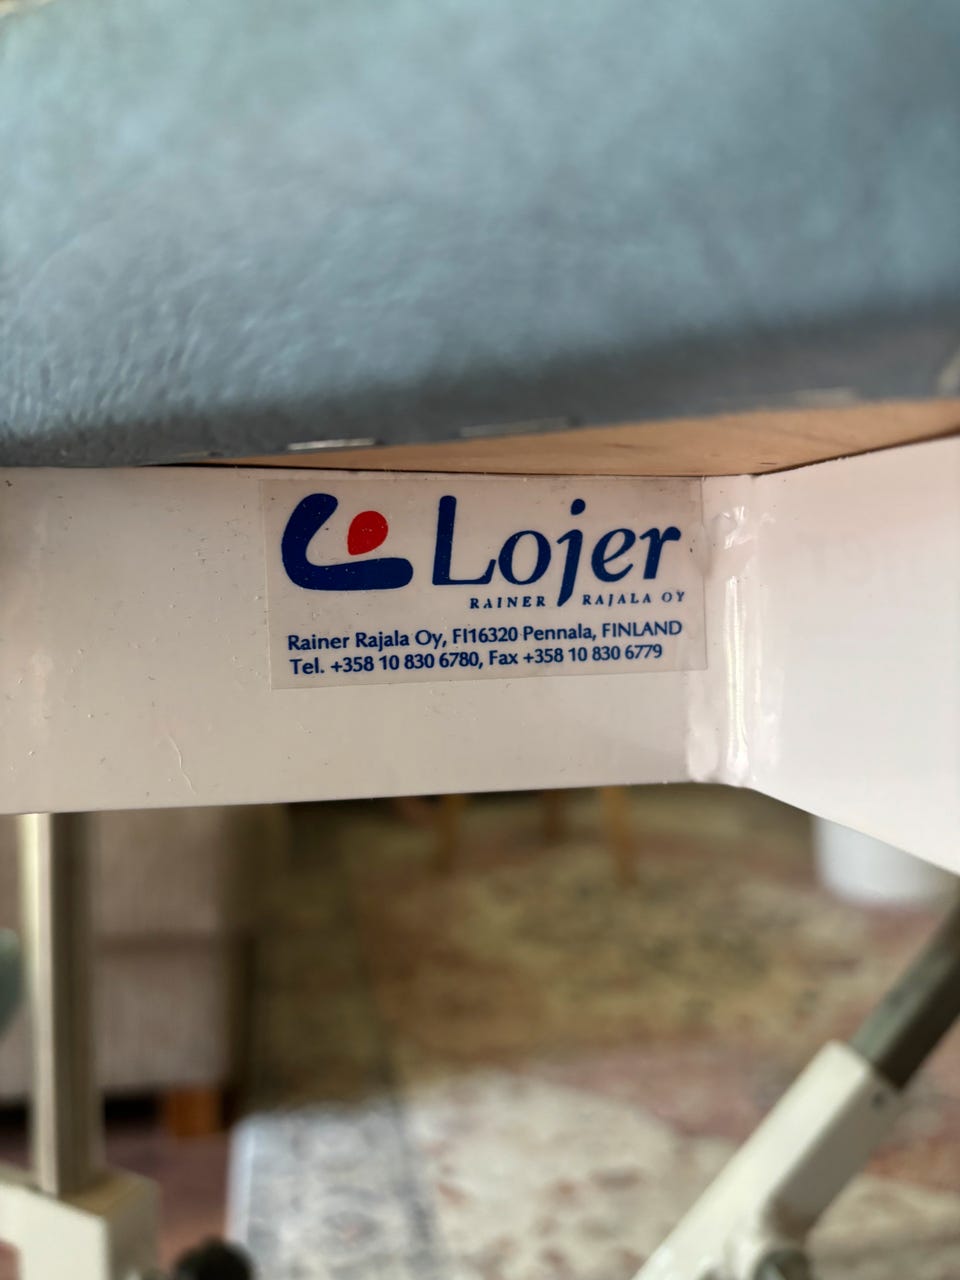 Lojer
RAINER RAJALA OY
Rainer Rajala Oy, FI16320 Pennala, FINLAND
Tel. +358 10 830 6780, Fax +358 10 830 6779